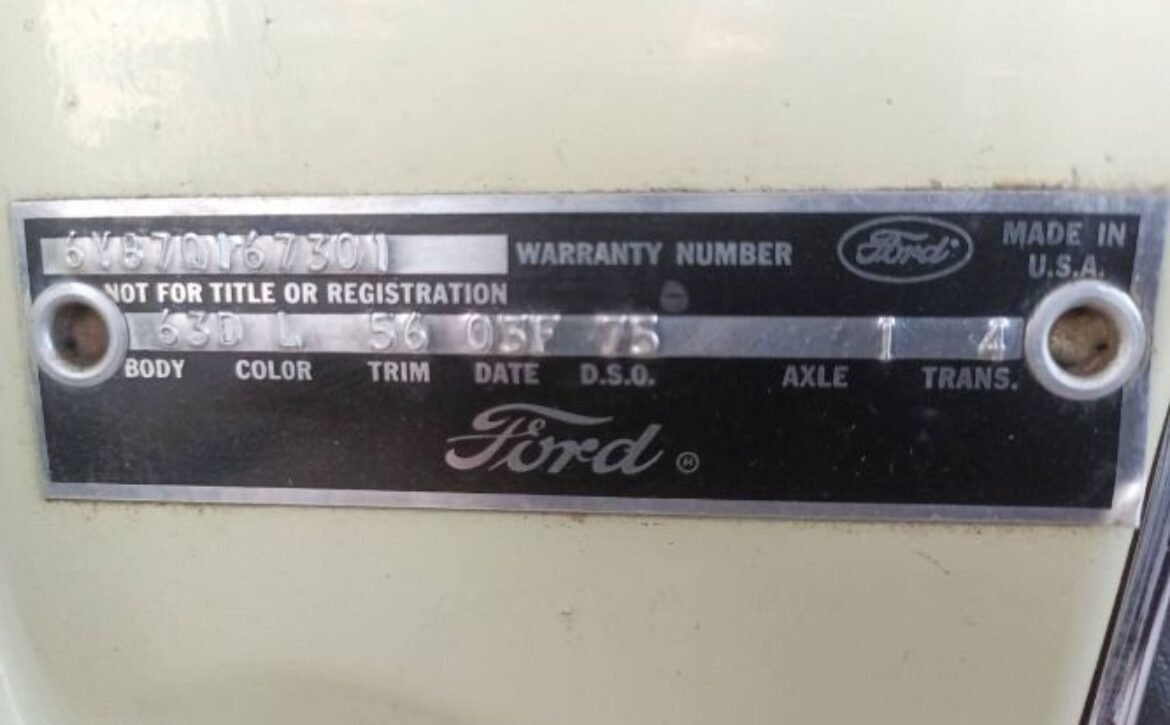 6Y87Q167301 WARRANTY NUMBER Ford MADE IN U.S.A.
NOT FOR TITLE OR REGISTRATION
63D L 56 05F 75 1 4
BODY COLOR TRIM DATE D.S.O. AXLE TRANS.
Ford ®